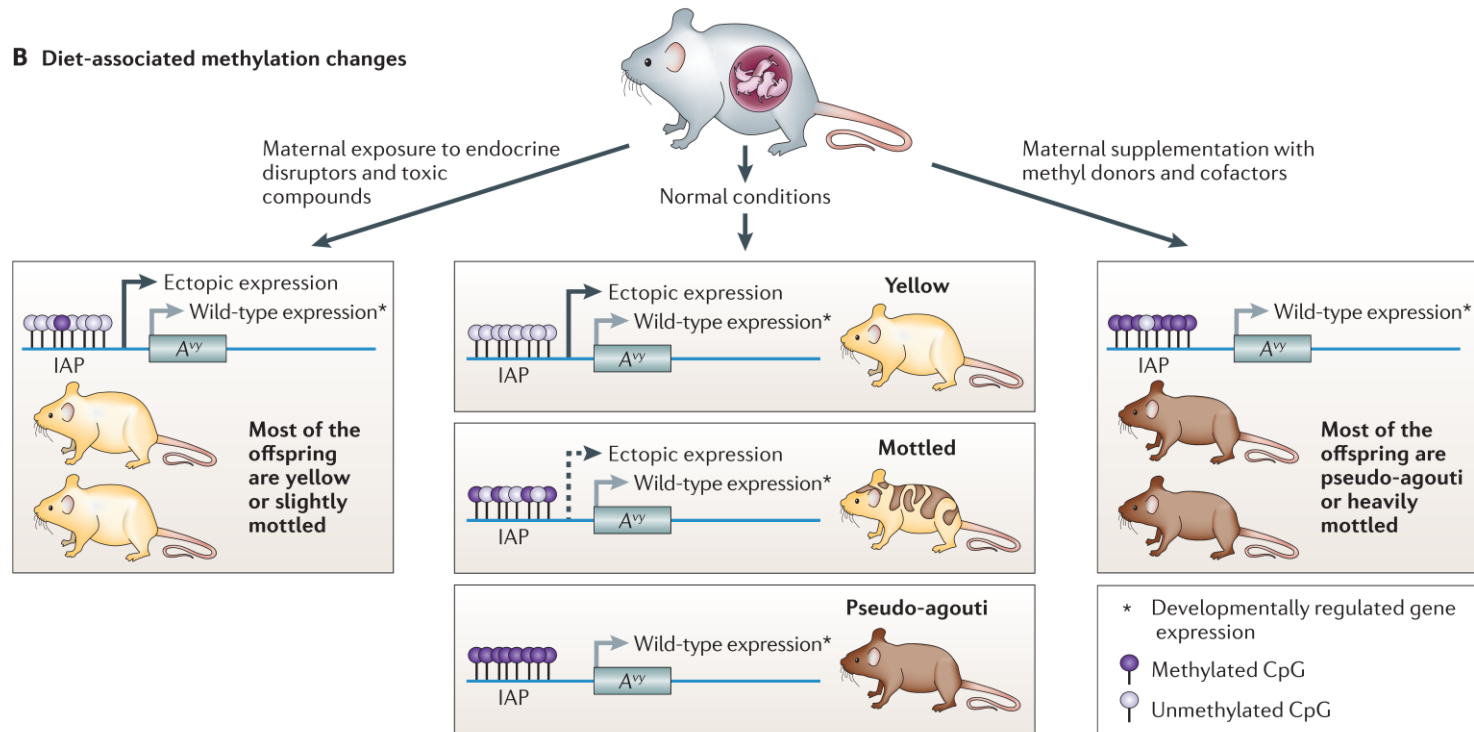 B Diet-associated methylation changes
Maternal exposure to endocrine
disruptors and toxic
compounds
Normal conditions
Maternal supplementation with
methyl donors and cofactors
Ectopic expression
Wild-type expression*
Aᵛʸ
IAP
Most of the
offspring
are yellow
or slightly
mottled
Yellow
Ectopic expression
Wild-type expression*
Aᵛʸ
IAP
Mottled
Ectopic expression
Wild-type expression*
Aᵛʸ
IAP
Pseudo-agouti
Wild-type expression*
Aᵛʸ
IAP
Wild-type expression*
Aᵛʸ
IAP
Most of the
offspring are
pseudo-agouti
or heavily
mottled
* Developmentally regulated gene
expression
Methylated CpG
Unmethylated CpG